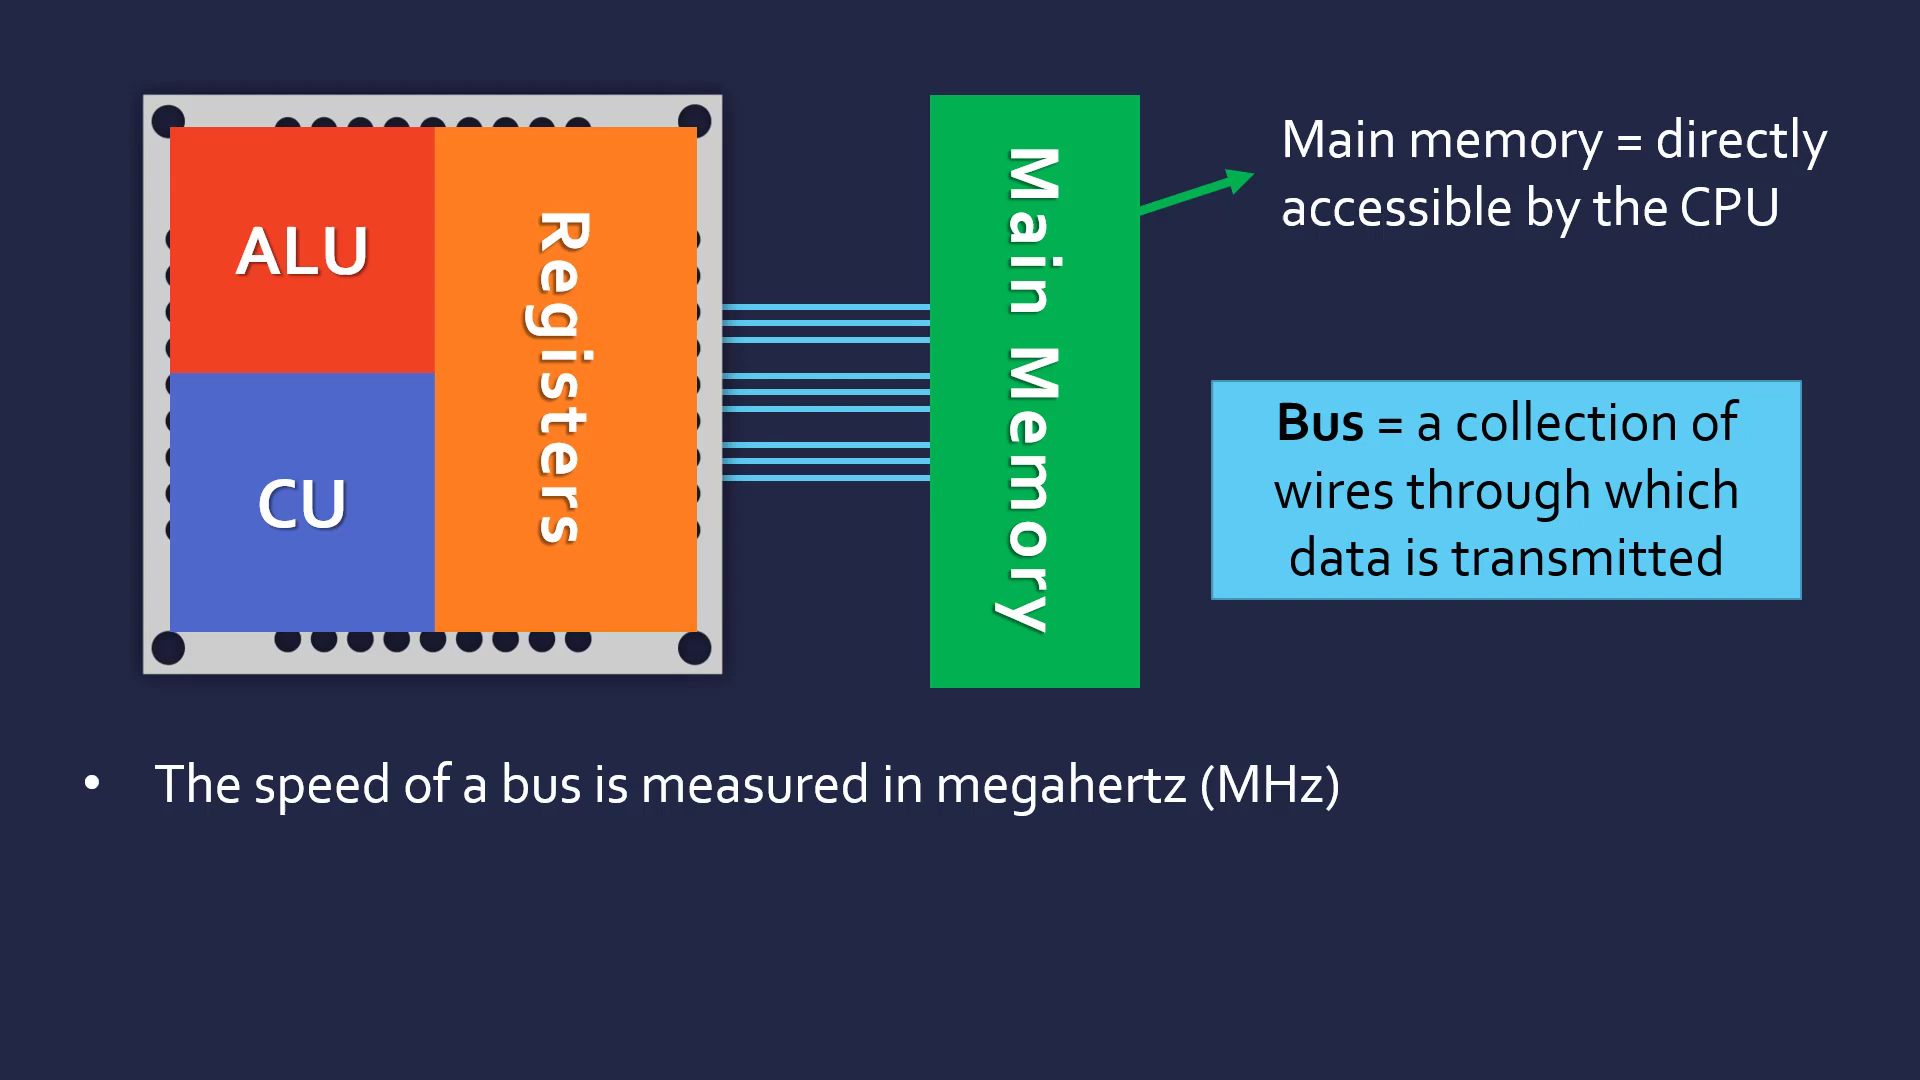 ALU
CU
Registers
Main Memory
Main memory = directly
accessible by the CPU
Bus = a collection of
wires through which
data is transmitted
• The speed of a bus is measured in megahertz (MHz)